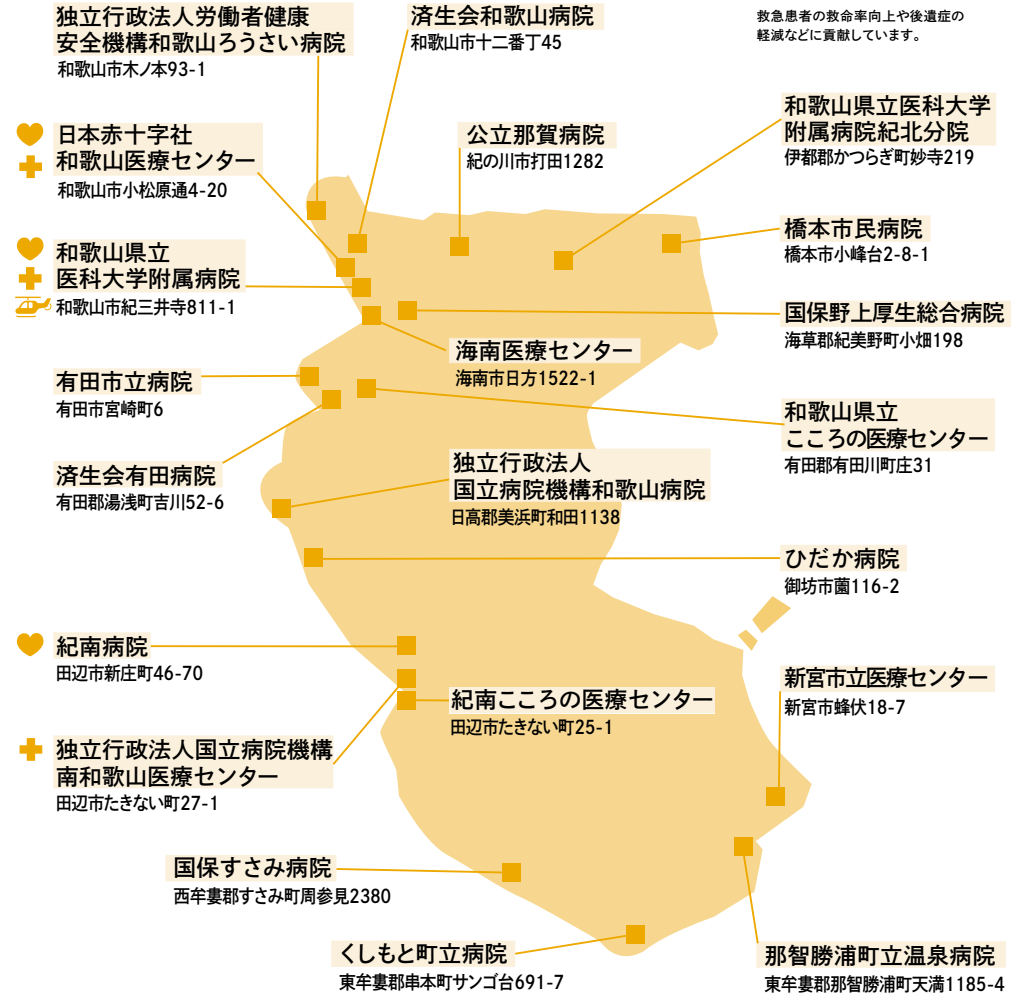 独立行政法人労働者健康
安全機構和歌山ろうさい病院
和歌山市木ノ本93-1
済生会和歌山病院
和歌山市十二番丁45
救急患者の救命率向上や後遺症の
軽減などに貢献しています。
日本赤十字社
和歌山医療センター
和歌山市小松原通4-20
公立那賀病院
紀の川市打田1282
和歌山県立医科大学
附属病院紀北分院
伊都郡かつらぎ町妙寺219
和歌山県立
医科大学附属病院
和歌山市紀三井寺811-1
橋本市民病院
橋本市小峰台2-8-1
国保野上厚生総合病院
海草郡紀美野町小畑198
海南医療センター
海南市日方1522-1
有田市立病院
有田市宮崎町6
和歌山県立
こころの医療センター
有田郡有田川町庄31
済生会有田病院
有田郡湯浅町吉川52-6
独立行政法人
国立病院機構和歌山病院
日高郡美浜町和田1138
ひだか病院
御坊市薗116-2
紀南病院
田辺市新庄町46-70
紀南こころの医療センター
田辺市たきない町25-1
新宮市立医療センター
新宮市蜂伏18-7
独立行政法人国立病院機構
南和歌山医療センター
田辺市たきない町27-1
国保すさみ病院
西牟婁郡すさみ町周参見2380
くしもと町立病院
東牟婁郡串本町サンゴ台691-7
那智勝浦町立温泉病院
東牟婁郡那智勝浦町天満1185-4